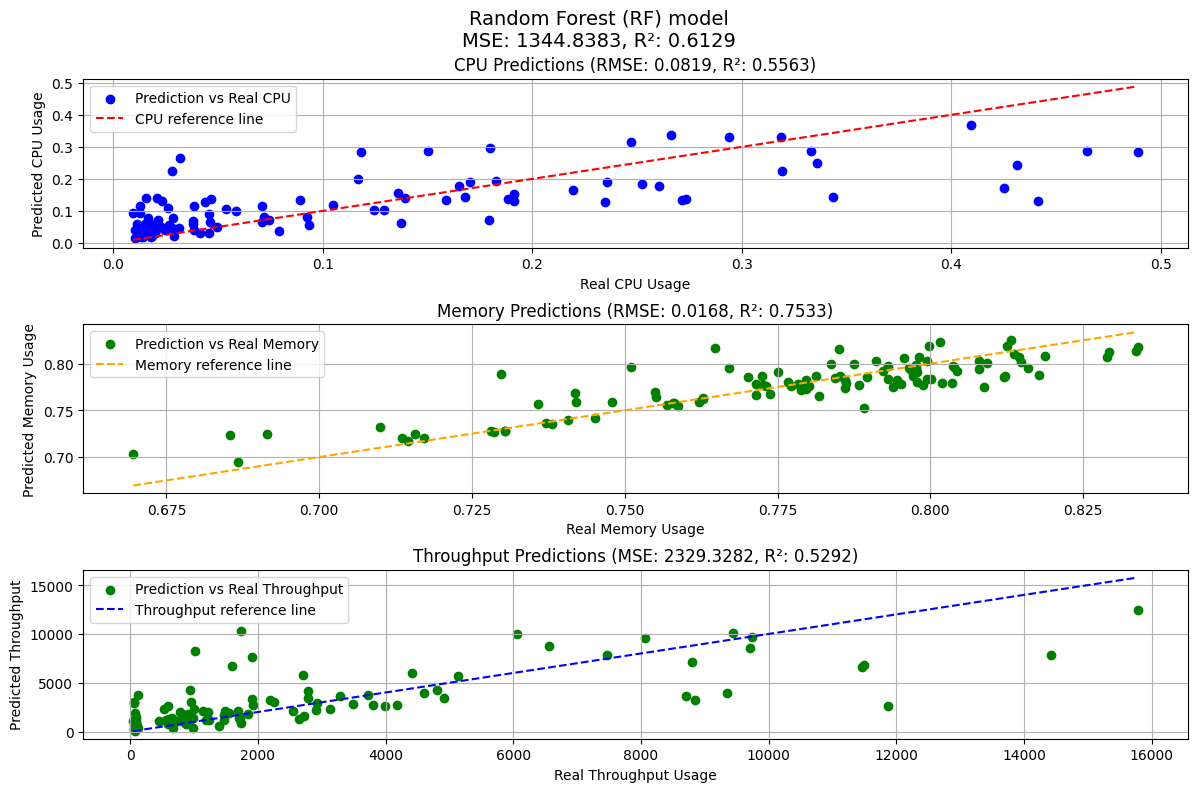 Random Forest (RF) model
MSE: 1344.8383, R²: 0.6129
CPU Predictions (RMSE: 0.0819, R²: 0.5563)
Predicted CPU Usage
0.5
0.4
0.3
0.2
0.1
0.0
Prediction vs Real CPU
CPU reference line
0.0 0.1 0.2 0.3 0.4 0.5
Real CPU Usage
Memory Predictions (RMSE: 0.0168, R²: 0.7533)
Predicted Memory Usage
0.80
0.75
0.70
Prediction vs Real Memory
Memory reference line
0.675 0.700 0.725 0.750 0.775 0.800 0.825
Real Memory Usage
Throughput Predictions (MSE: 2329.3282, R²: 0.5292)
Predicted Throughput
15000
10000
5000
0
Prediction vs Real Throughput
Throughput reference line
0 2000 4000 6000 8000 10000 12000 14000 16000
Real Throughput Usage